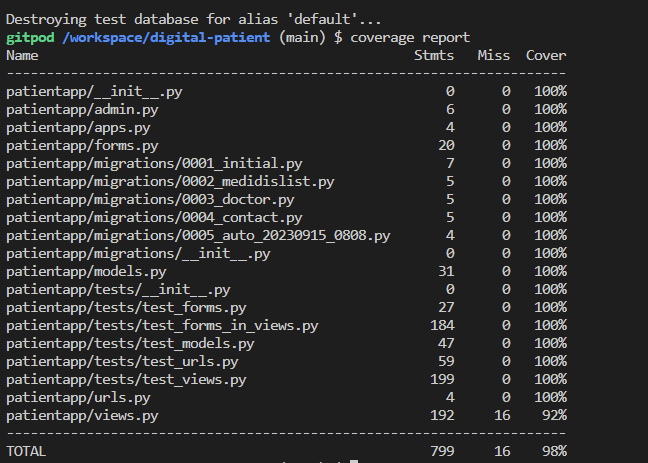 Destroying test database for alias 'default'...
gitpod /workspace/digital-patient (main) $ coverage report
Name                                            Stmts   Miss  Cover
-------------------------------------------------------------------
patientapp/__init__.py                              0      0   100%
patientapp/admin.py                                 6      0   100%
patientapp/apps.py                                  4      0   100%
patientapp/forms.py                                20      0   100%
patientapp/migrations/0001_initial.py               7      0   100%
patientapp/migrations/0002_medidislist.py           5      0   100%
patientapp/migrations/0003_doctor.py                5      0   100%
patientapp/migrations/0004_contact.py               5      0   100%
patientapp/migrations/0005_auto_20230915_0808.py    4      0   100%
patientapp/migrations/__init__.py                   0      0   100%
patientapp/models.py                               31      0   100%
patientapp/tests/__init__.py                        0      0   100%
patientapp/tests/test_forms.py                     27      0   100%
patientapp/tests/test_forms_in_views.py           184      0   100%
patientapp/tests/test_models.py                    47      0   100%
patientapp/tests/test_urls.py                      59      0   100%
patientapp/tests/test_views.py                    199      0   100%
patientapp/urls.py                                  4      0   100%
patientapp/views.py                               192     16    92%
-------------------------------------------------------------------
TOTAL                                             799     16    98%